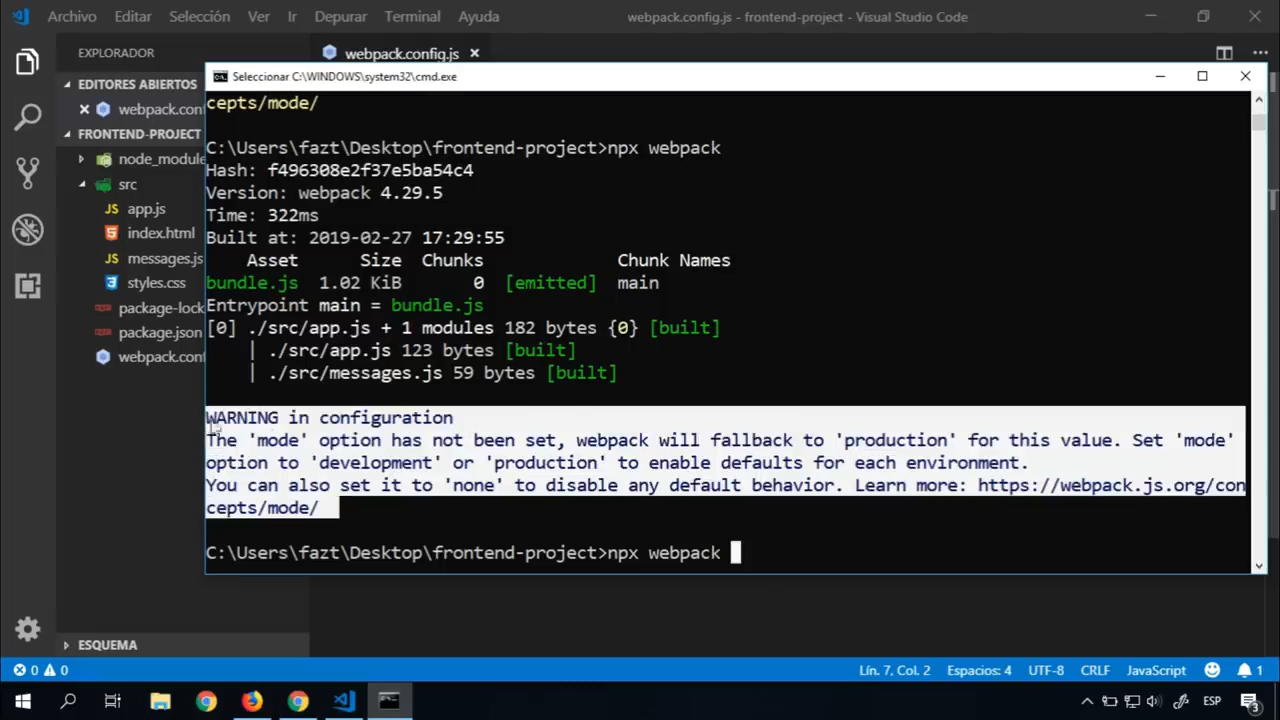 Archivo Editar Selección Ver Ir Depurar Terminal Ayuda webpack.config.js - frontend-project - Visual Studio Code
EXPLORADOR
webpack.config.js
EDITORES ABIERTOS
webpack.conf
FRONTEND-PROJECT
node_module
src
app.js
index.html
messages.js
styles.css
package-lock
package.json
webpack.conf
Seleccionar C:\WINDOWS\system32\cmd.exe
cepts/mode/
C:\Users\fazt\Desktop\frontend-project>npx webpack
Hash: f496308e2f37e5ba54c4
Version: webpack 4.29.5
Time: 322ms
Built at: 2019-02-27 17:29:55
Asset Size Chunks Chunk Names
bundle.js 1.02 KiB 0 [emitted] main
Entrypoint main = bundle.js
[0] ./src/app.js + 1 modules 182 bytes {0} [built]
| ./src/app.js 123 bytes [built]
| ./src/messages.js 59 bytes [built]
WARNING in configuration
The 'mode' option has not been set, webpack will fallback to 'production' for this value. Set 'mode'
option to 'development' or 'production' to enable defaults for each environment.
You can also set it to 'none' to disable any default behavior. Learn more: https://webpack.js.org/con
cepts/mode/
C:\Users\fazt\Desktop\frontend-project>npx webpack
ESQUEMA
0 0 Lín. 7, Col. 2 Espacios: 4 UTF-8 CRLF JavaScript 1
ESP 3